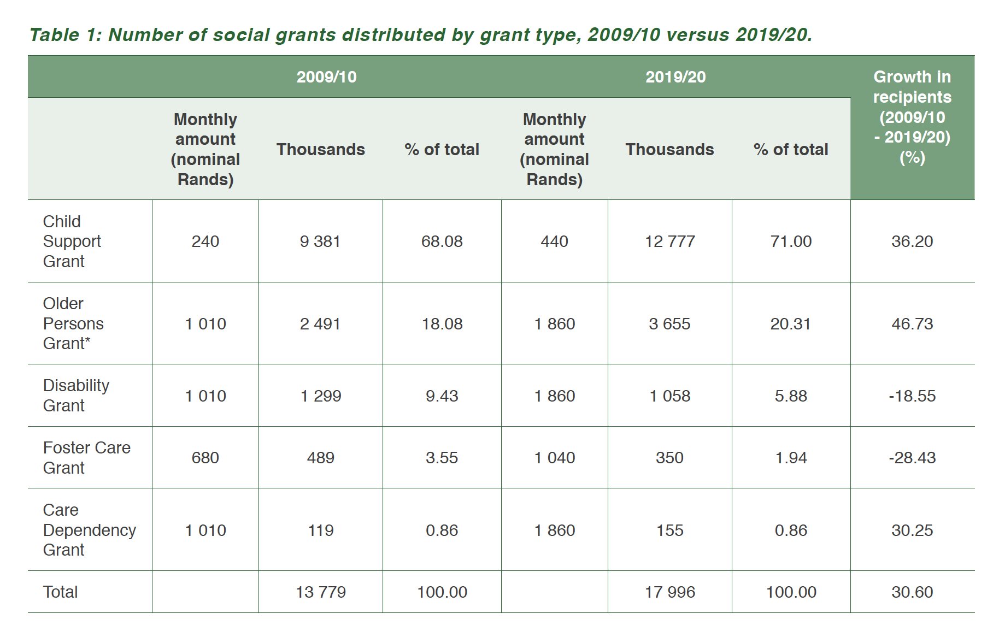 Table 1: Number of social grants distributed by grant type, 2009/10 versus 2019/20.
2009/10 2019/20 Growth in
recipients
(2009/10
- 2019/20)
(%)
Monthly
amount
(nominal
Rands)
Thousands
% of total
Monthly
amount
(nominal
Rands)
Thousands
% of total
Child
Support
Grant
240 9 381 68.08 440 12 777 71.00 36.20
Older
Persons
Grant*
1 010 2 491 18.08 1 860 3 655 20.31 46.73
Disability
Grant
1 010 1 299 9.43 1 860 1 058 5.88 -18.55
Foster Care
Grant
680 489 3.55 1 040 350 1.94 -28.43
Care
Dependency
Grant
1 010 119 0.86 1 860 155 0.86 30.25
Total 13 779 100.00 17 996 100.00 30.60